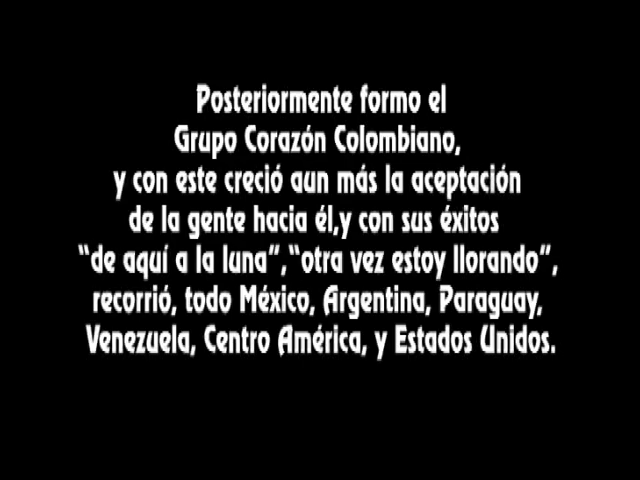 Posteriormente formo el
Grupo Corazón Colombiano,
y con este creció aun más la aceptación
de la gente hacia él,y con sus éxitos
“de aquí a la luna”,“otra vez estoy llorando”,
recorrió, todo México, Argentina, Paraguay,
Venezuela, Centro América, y Estados Unidos.